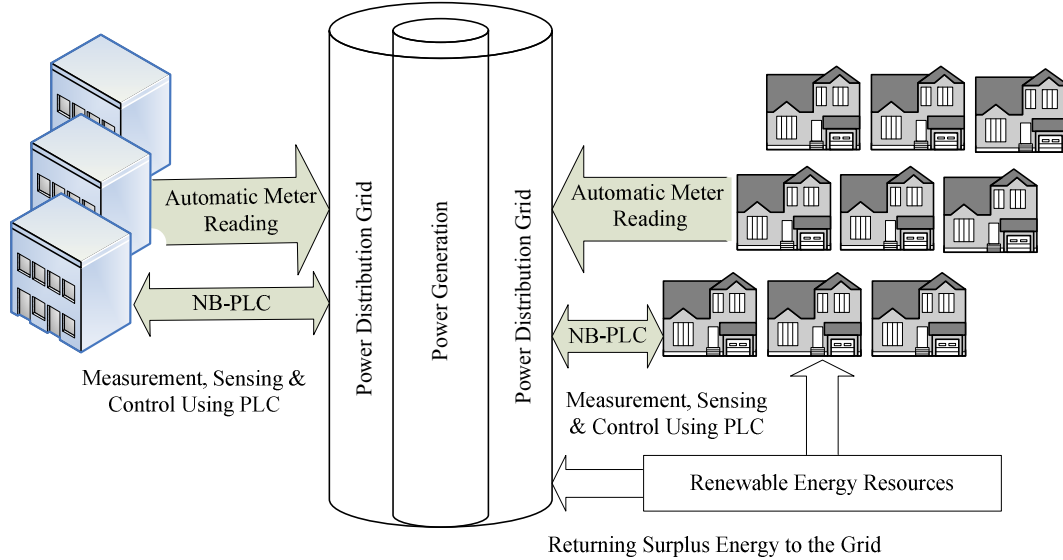 Automatic Meter
Reading
NB-PLC
Measurement, Sensing &
Control Using PLC
Power Distribution Grid
Power Generation
Power Distribution Grid
Automatic Meter
Reading
NB-PLC
Measurement, Sensing
& Control Using PLC
Renewable Energy Resources
Returning Surplus Energy to the Grid